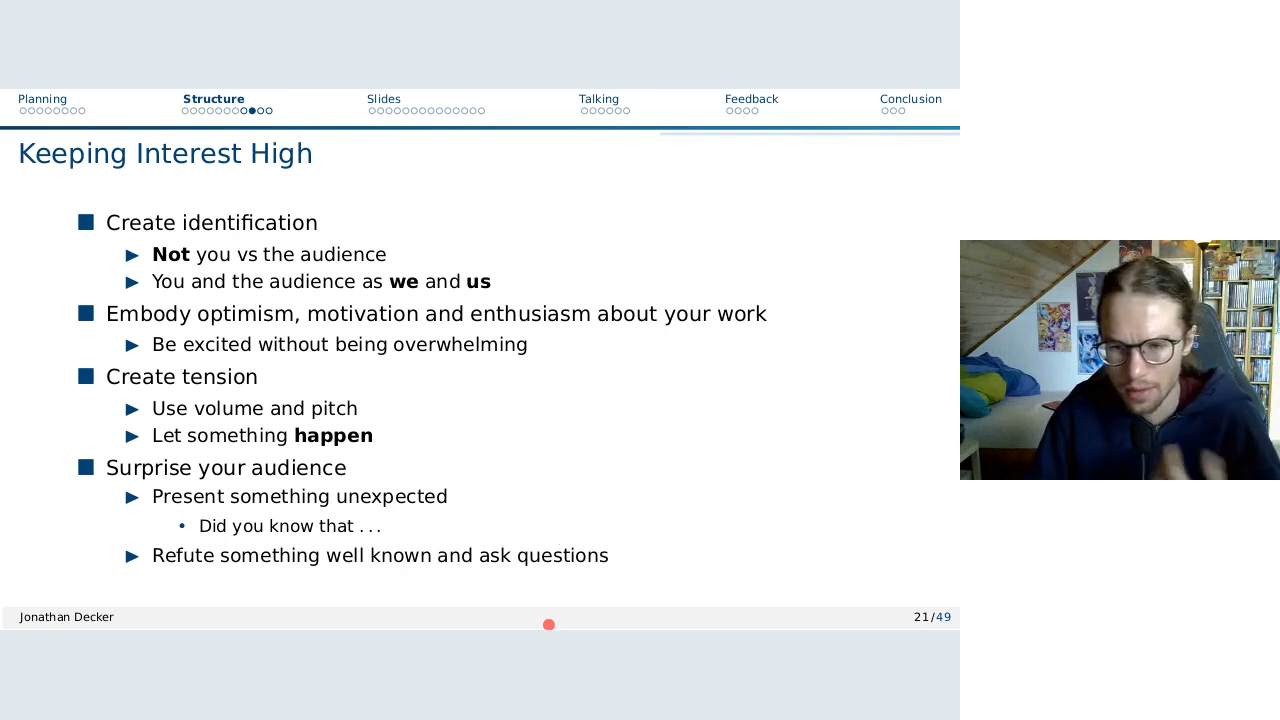 Planning Structure Slides Talking Feedback Conclusion
Keeping Interest High
Create identification
Not you vs the audience
You and the audience as we and us
Embody optimism, motivation and enthusiasm about your work
Be excited without being overwhelming
Create tension
Use volume and pitch
Let something happen
Surprise your audience
Present something unexpected
Did you know that . . .
Refute something well known and ask questions
Jonathan Decker 21/49